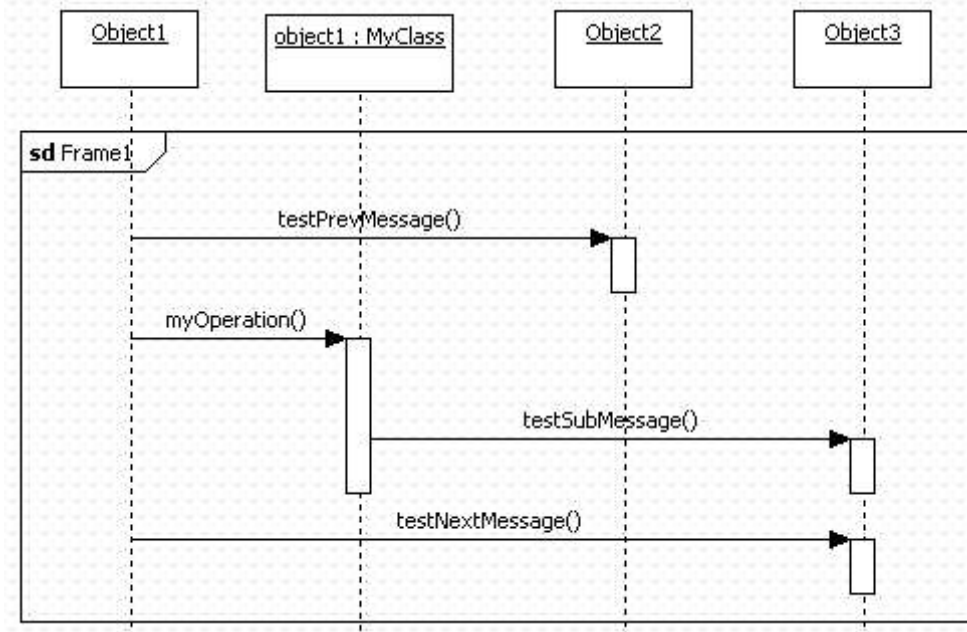 Object1
object1 : MyClass
Object2
Object3
sd Frame1
testPrevMessage()
myOperation()
testSubMessage()
testNextMessage()